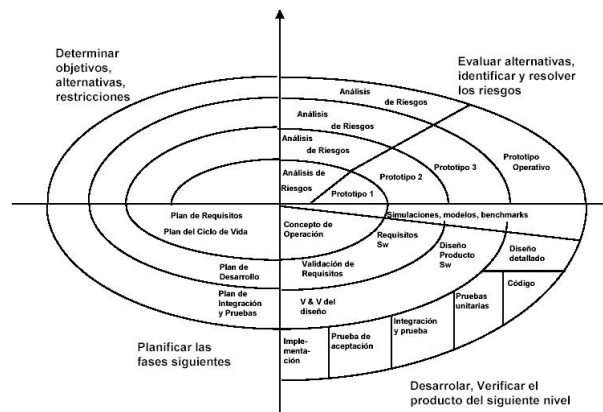 Determinar
objetivos,
alternativas,
restricciones
Evaluar alternativas,
identificar y resolver
los riesgos
Análisis
de Riesgos
Análisis
de Riesgos
Análisis
de Riesgos
Análisis de
Riesgos
Prototipo 1
Prototipo 2
Prototipo 3
Prototipo
Operativo
Simulaciones, modelos, benchmarks
Plan de Requisitos
Plan del Ciclo de Vida
Concepto de
Operación
Requisitos
Sw
Diseño
Producto
Sw
Diseño
detallado
Plan de
Desarrollo
Validación de
Requisitos
Código
Plan de
Integración
y Pruebas
V & V del
diseño
Pruebas
unitarias
Integración
y prueba
Prueba de
aceptación
Imple-
menta-
ción
Planificar las
fases siguientes
Desarrolar, Verificar el
producto del siguiente nivel